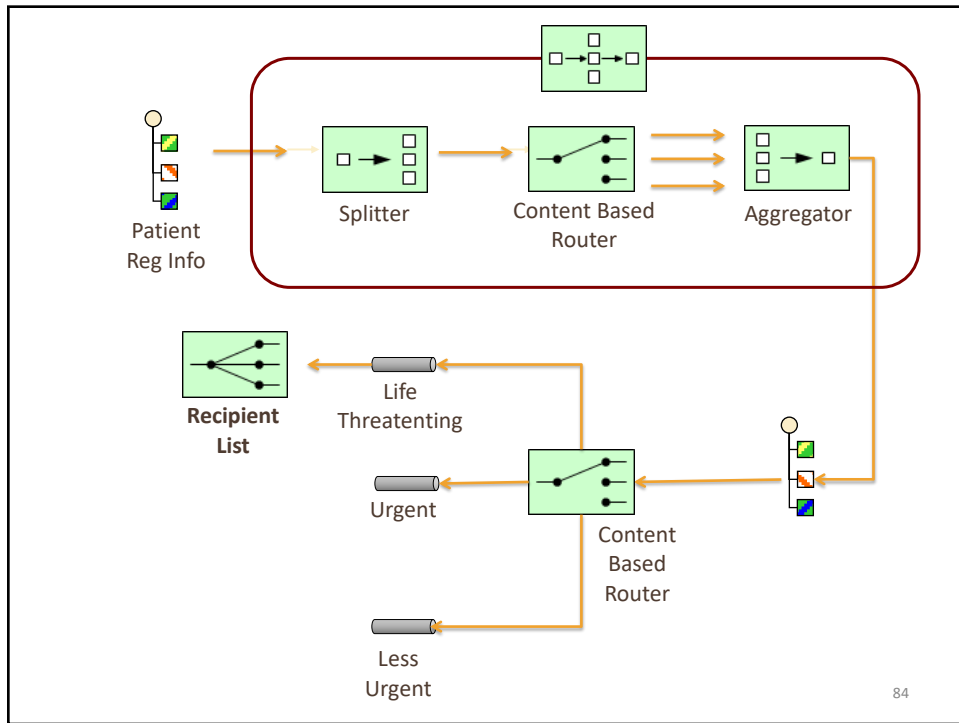 Splitter
Content Based
Router
Aggregator
Patient
Reg Info
Recipient
List
Life
Threatenting
Urgent
Content
Based
Router
Less
Urgent
84